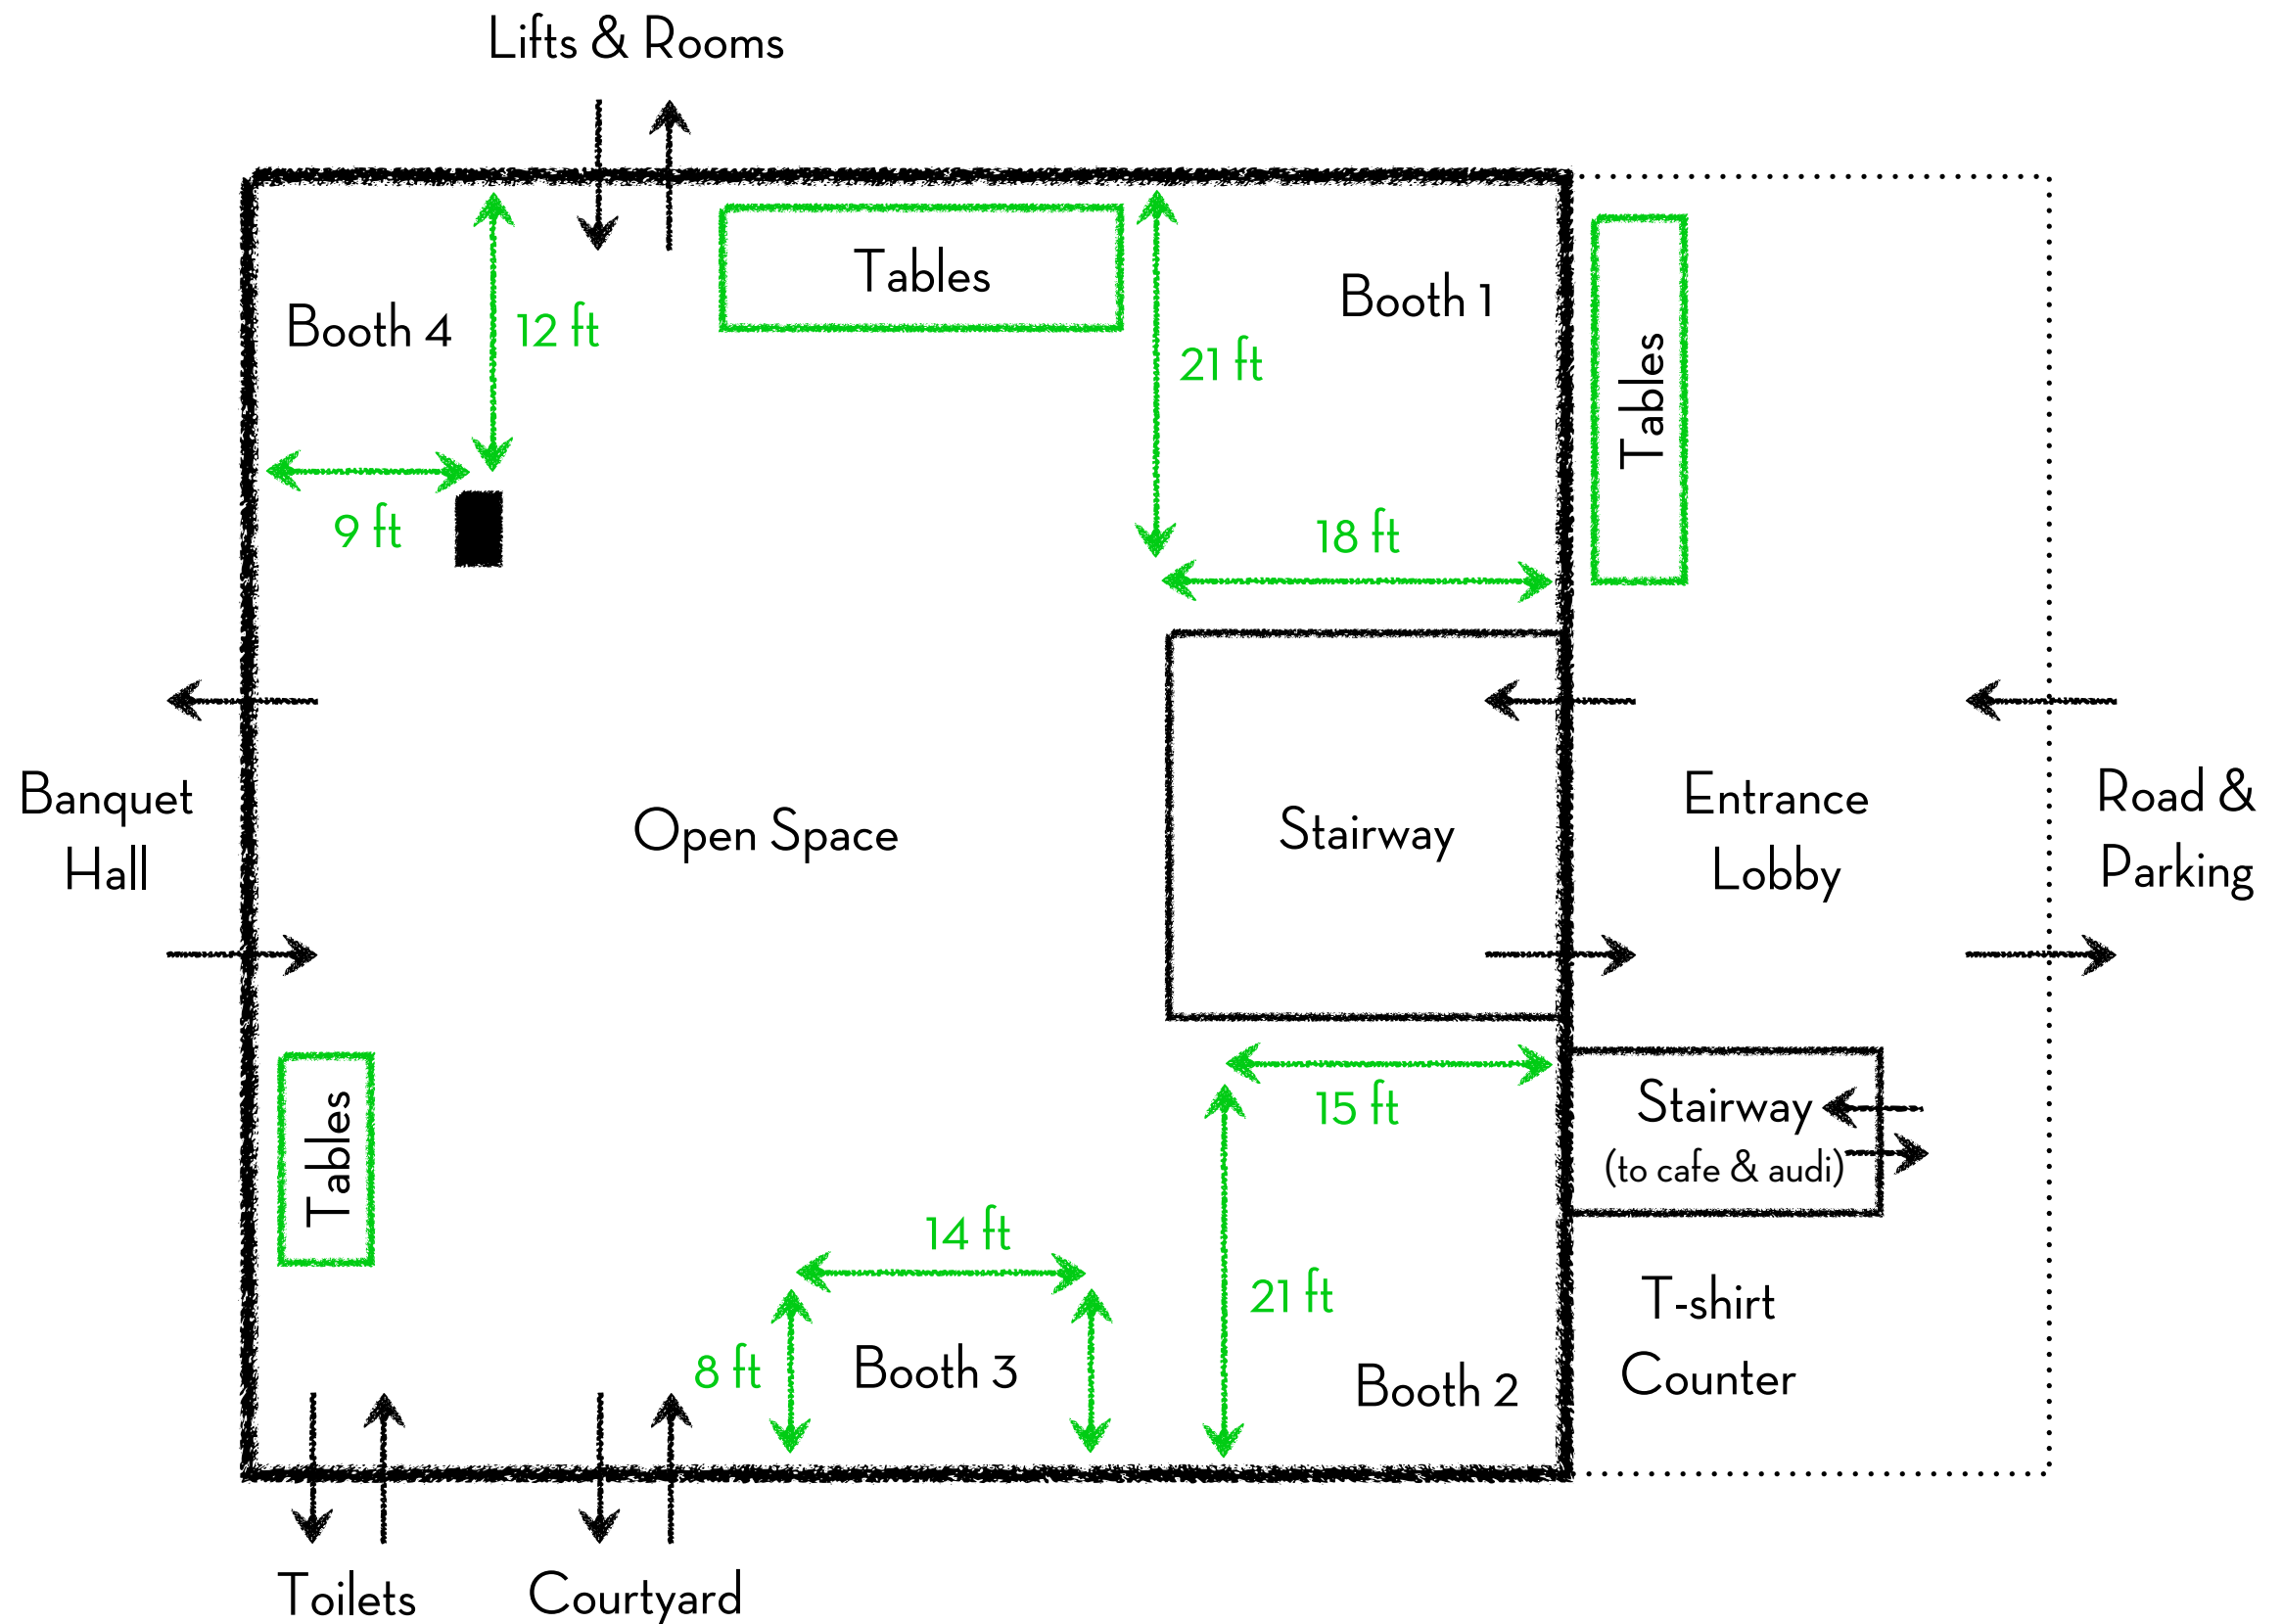 Lifts & Rooms
Tables
Booth 1
Booth 4
12 ft
21 ft
Tables
9 ft
18 ft
Banquet
Hall
Open Space
Stairway
Entrance
Lobby
Road &
Parking
Tables
15 ft
Stairway
(to cafe & audi)
14 ft
21 ft
T-shirt
Counter
8 ft
Booth 3
Booth 2
Toilets
Courtyard